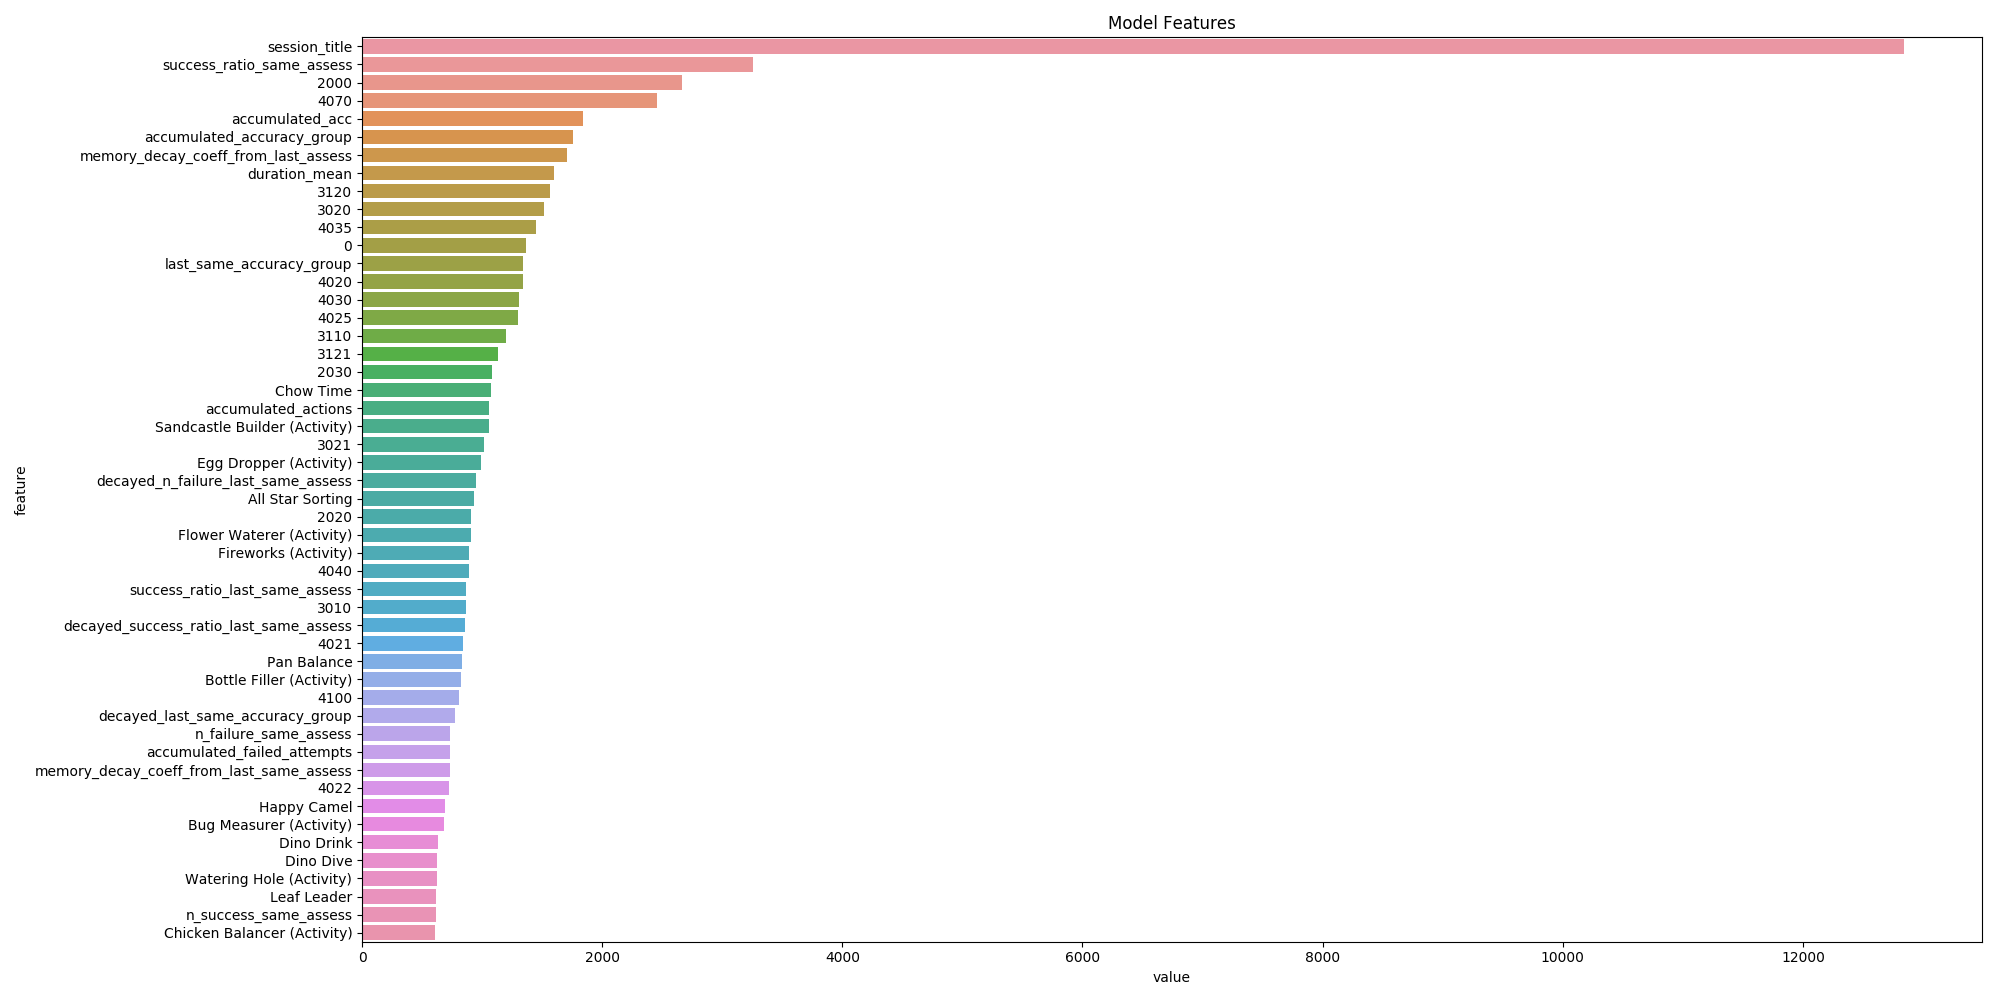 Model Features
session_title
success_ratio_same_assess
2000
4070
accumulated_acc
accumulated_accuracy_group
memory_decay_coeff_from_last_assess
duration_mean
3120
3020
4035
0
last_same_accuracy_group
4020
4030
4025
3110
3121
2030
Chow Time
accumulated_actions
Sandcastle Builder (Activity)
3021
Egg Dropper (Activity)
decayed_n_failure_last_same_assess
All Star Sorting
2020
Flower Waterer (Activity)
Fireworks (Activity)
4040
success_ratio_last_same_assess
3010
decayed_success_ratio_last_same_assess
4021
Pan Balance
Bottle Filler (Activity)
4100
decayed_last_same_accuracy_group
n_failure_same_assess
accumulated_failed_attempts
memory_decay_coeff_from_last_same_assess
4022
Happy Camel
Bug Measurer (Activity)
Dino Drink
Dino Dive
Watering Hole (Activity)
Leaf Leader
n_success_same_assess
Chicken Balancer (Activity)
feature
0 2000 4000 6000 8000 10000 12000
value